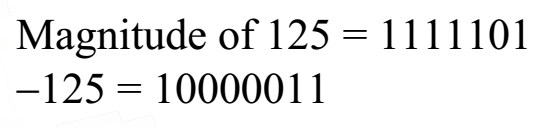 Magnitude of 125 = 1111101
–125 = 10000011